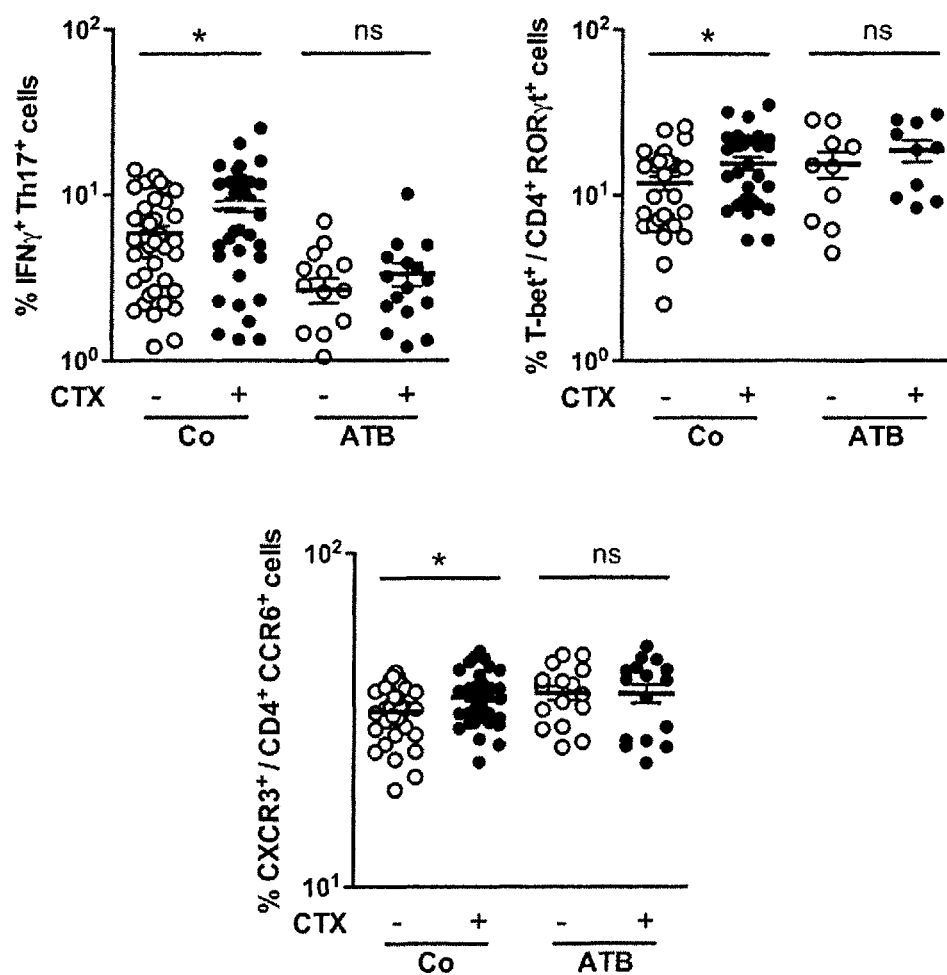 % IFNγ⁺ Th17⁺ cells
10²
10¹
10⁰
* ns
CTX - + - +
Co ATB
% T-bet⁺ / CD4⁺ RORγt⁺ cells
10²
10¹
10⁰
* ns
CTX - + - +
Co ATB
% CXCR3⁺ / CD4⁺ CCR6⁺ cells
10²
10¹
* ns
CTX - + - +
Co ATB